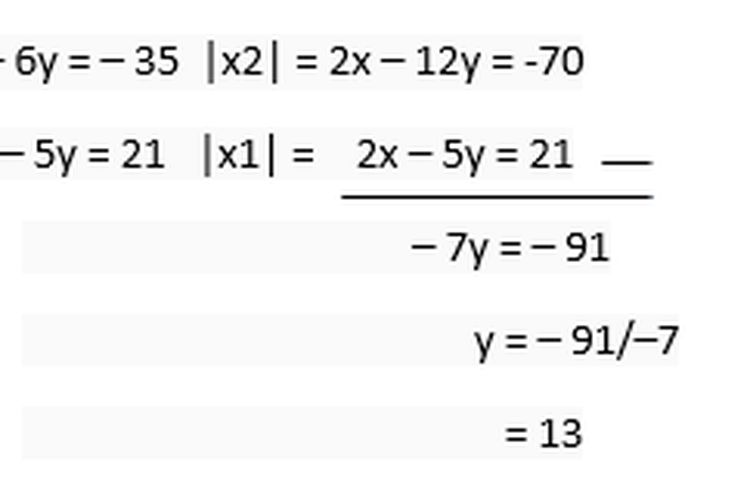 - 6y = – 35 |x2| = 2x – 12y = -70
– 5y = 21 |x1| = 2x – 5y = 21 —
– 7y = – 91
y = – 91/–7
= 13